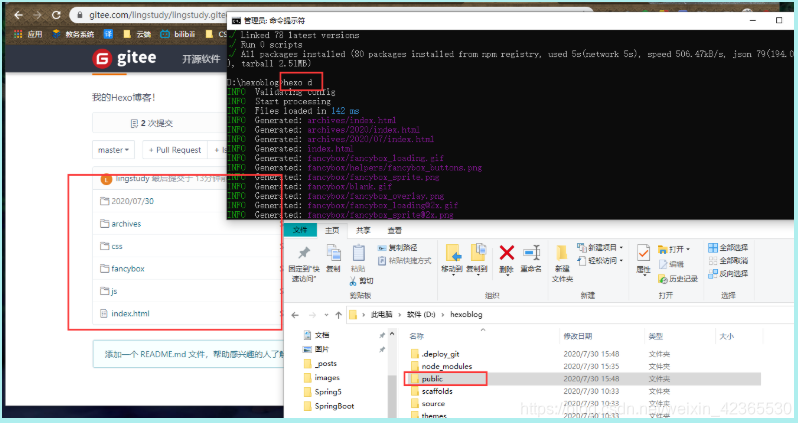 gitee.com/lingstudy/lingstudy.gite
应用
教务系统
译
云端
bilibili
CS
gitee
开源软件
我的Hexo博客!
2 次提交
master
+ Pull Request
+ Is
lingstudy 最后提交于 13分钟前
2020/07/30
archives
css
fancybox
js
index.html
添加一个 README.md 文件，帮助感兴趣的人了解
管理员: 命令提示符
√ Linked 78 latest versions
√ Run 0 scripts
√ All packages installed (80 packages installed from npm registry, used 5s(network 5s), speed 506.47kB/s, json 79(194.0
), tarball 2.51MB)
D:\hexoblog>hexo d
INFO Validating config
INFO Start processing
INFO Files loaded in 142 ms
INFO Generated: archives/index.html
INFO Generated: archives/2020/index.html
INFO Generated: archives/2020/07/index.html
INFO Generated: index.html
INFO Generated: fancybox/fancybox_loading.gif
INFO Generated: fancybox/helpers/fancybox_buttons.png
INFO Generated: fancybox/fancybox_sprite.png
INFO Generated: fancybox/blank.gif
INFO Generated: fancybox/fancybox_overlay.png
INFO Generated: fancybox/fancybox_loading@2x.gif
INFO Generated: fancybox/fancybox_sprite@2x.png
文件 主页 共享 查看
固定到"快速访问"
复制
粘贴
复制路径
粘贴快捷方式
剪切
剪贴板
移动到
复制到
删除
重命名
组织
新建文件夹
新建项目
轻松访问
新建
属性
打开
编辑
历史记录
打开
全部选择
全部取消
反向选择
选择
此电脑 > 软件 (D:) > hexoblog
文档
图片
_posts
images
Spring5
SpringBoot
名称 修改日期 类型 大小
.deploy_git 2020/7/30 15:48 文件夹
node_modules 2020/7/30 15:35 文件夹
public 2020/7/30 15:48 文件夹
scaffolds 2020/7/30 10:33 文件夹
source 2020/7/30 10:33 文件夹
themes